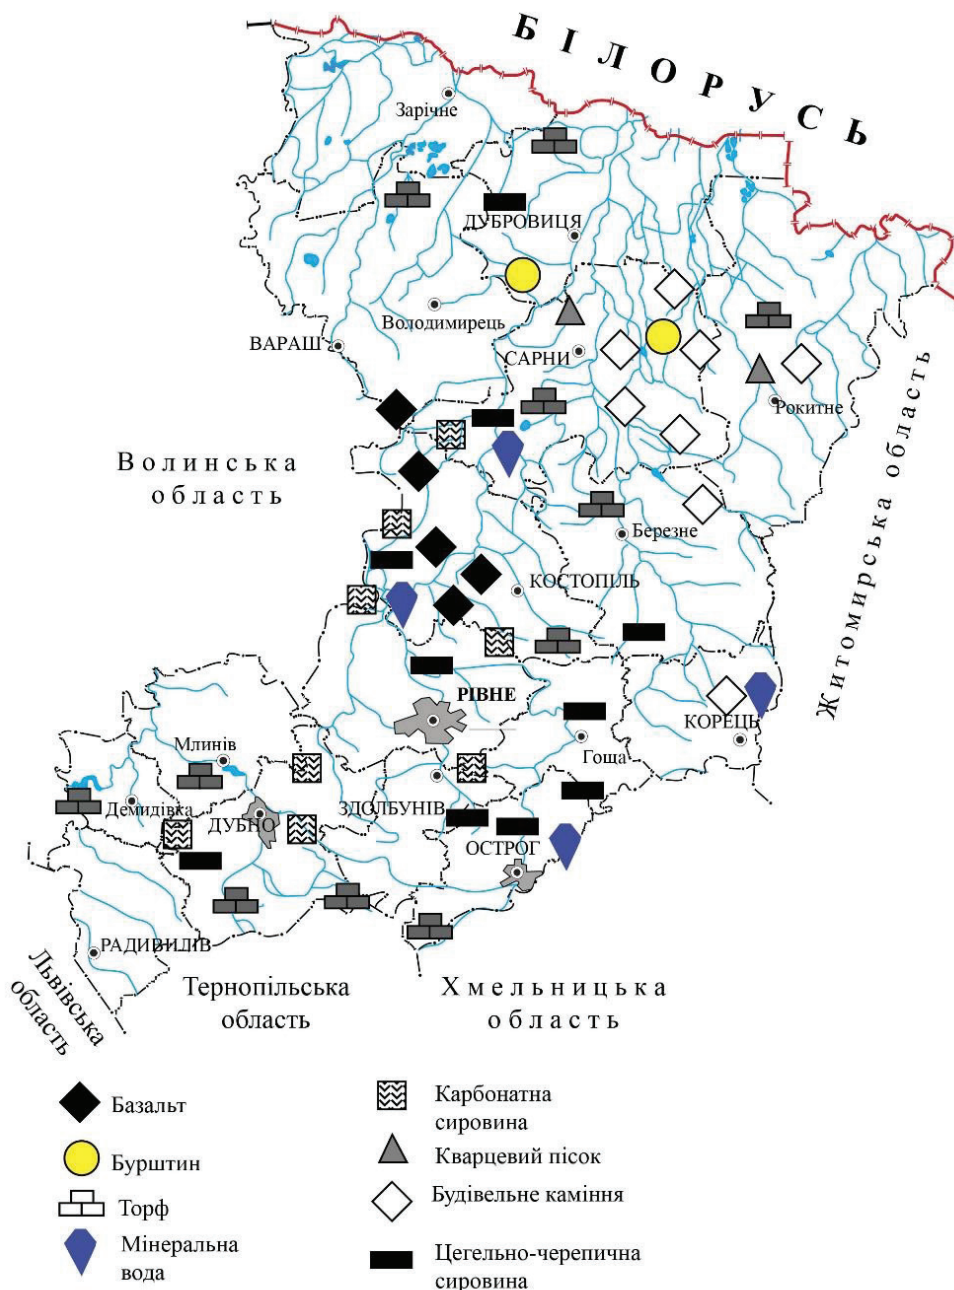 БІЛОРУСЬ
Зарічне
ДУБРОВИЦЯ
Володимирець
ВАРАШ
САРНИ
Рокитне
Волинська
область
Житомирська область
Березне
КОСТОПІЛЬ
РІВНЕ
КОРЕЦЬ
Гоща
Млинів
ЗДОЛБУНІВ
Демидівка
ДУБНО
ОСТРОГ
РАДИВИЛІВ
Львівська
область
Тернопільська
область
Хмельницька
область
Базальт
Бурштин
Торф
Мінеральна
вода
Карбонатна
сировина
Кварцевий пісок
Будівельне каміння
Цегельно-черепична
сировина